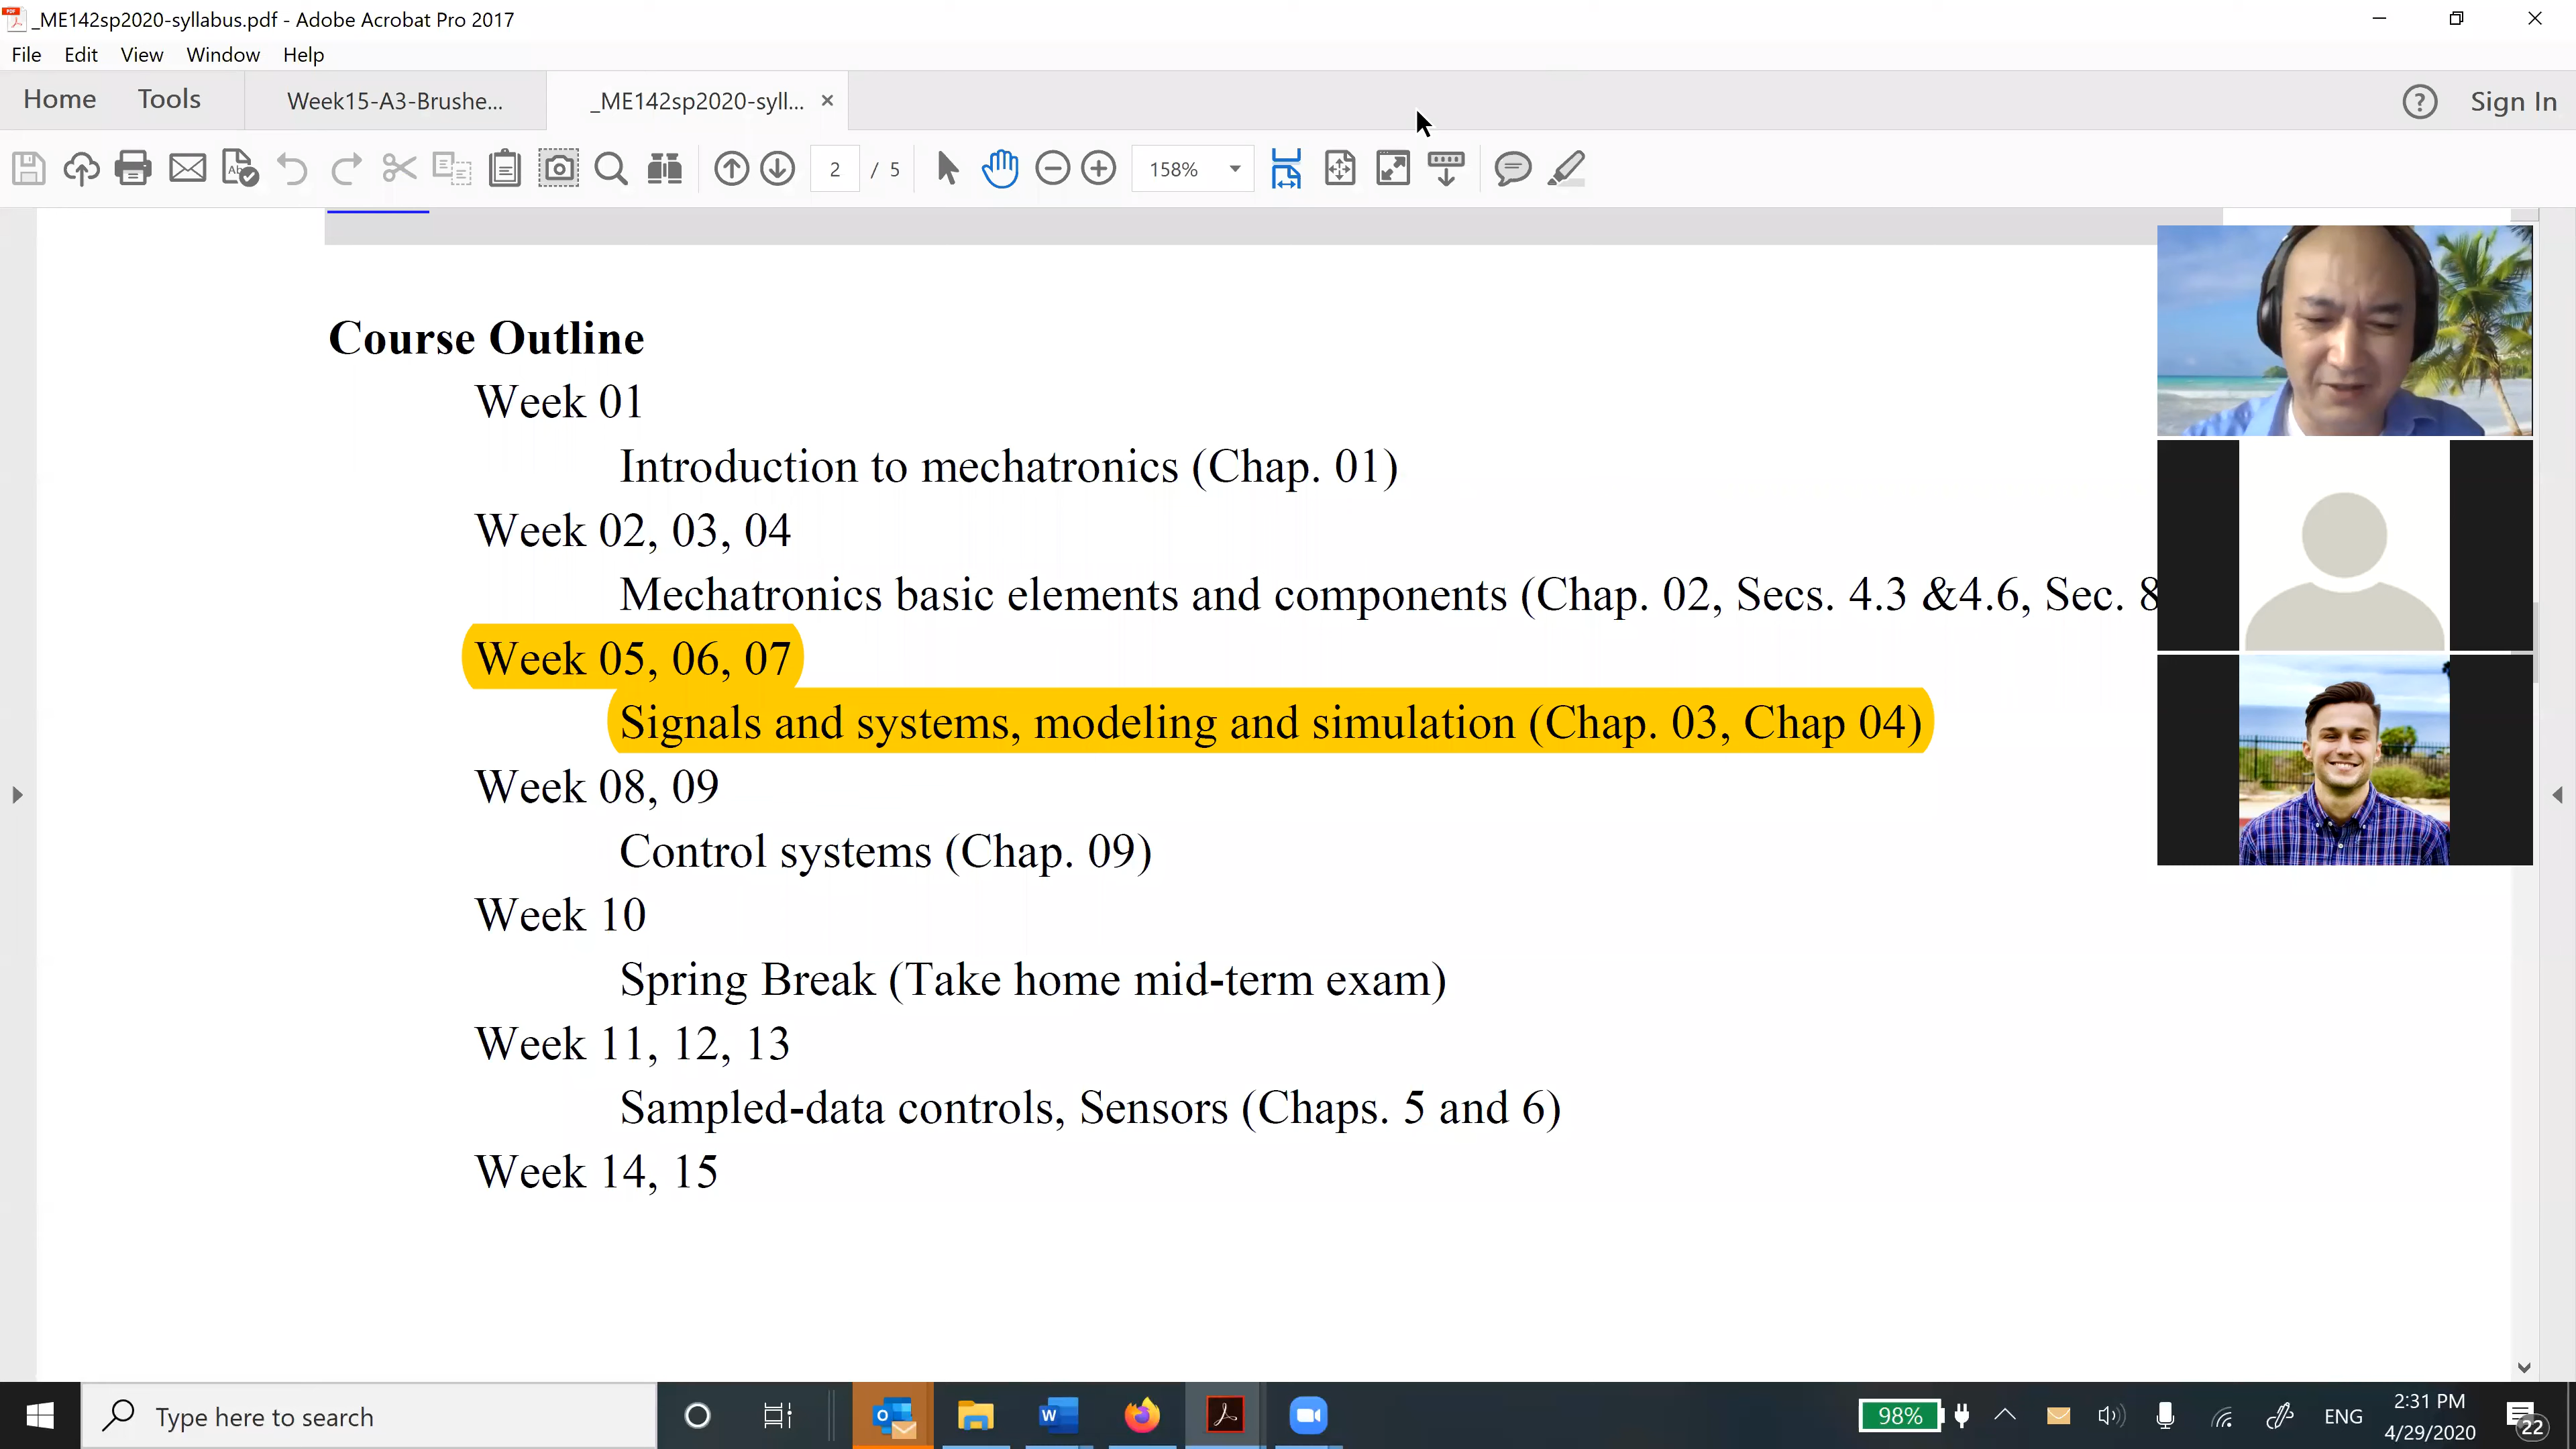 _ME142sp2020-syllabus.pdf - Adobe Acrobat Pro 2017
File Edit View Window Help
Home Tools Week15-A3-Brushe... _ME142sp2020-syll... × ? Sign In
2 / 5 158%
Course Outline
Week 01
Introduction to mechatronics (Chap. 01)
Week 02, 03, 04
Mechatronics basic elements and components (Chap. 02, Secs. 4.3 &4.6, Sec. 8
Week 05, 06, 07
Signals and systems, modeling and simulation (Chap. 03, Chap 04)
Week 08, 09
Control systems (Chap. 09)
Week 10
Spring Break (Take home mid-term exam)
Week 11, 12, 13
Sampled-data controls, Sensors (Chaps. 5 and 6)
Week 14, 15
Type here to search
98% ENG
2:31 PM
4/29/2020
22